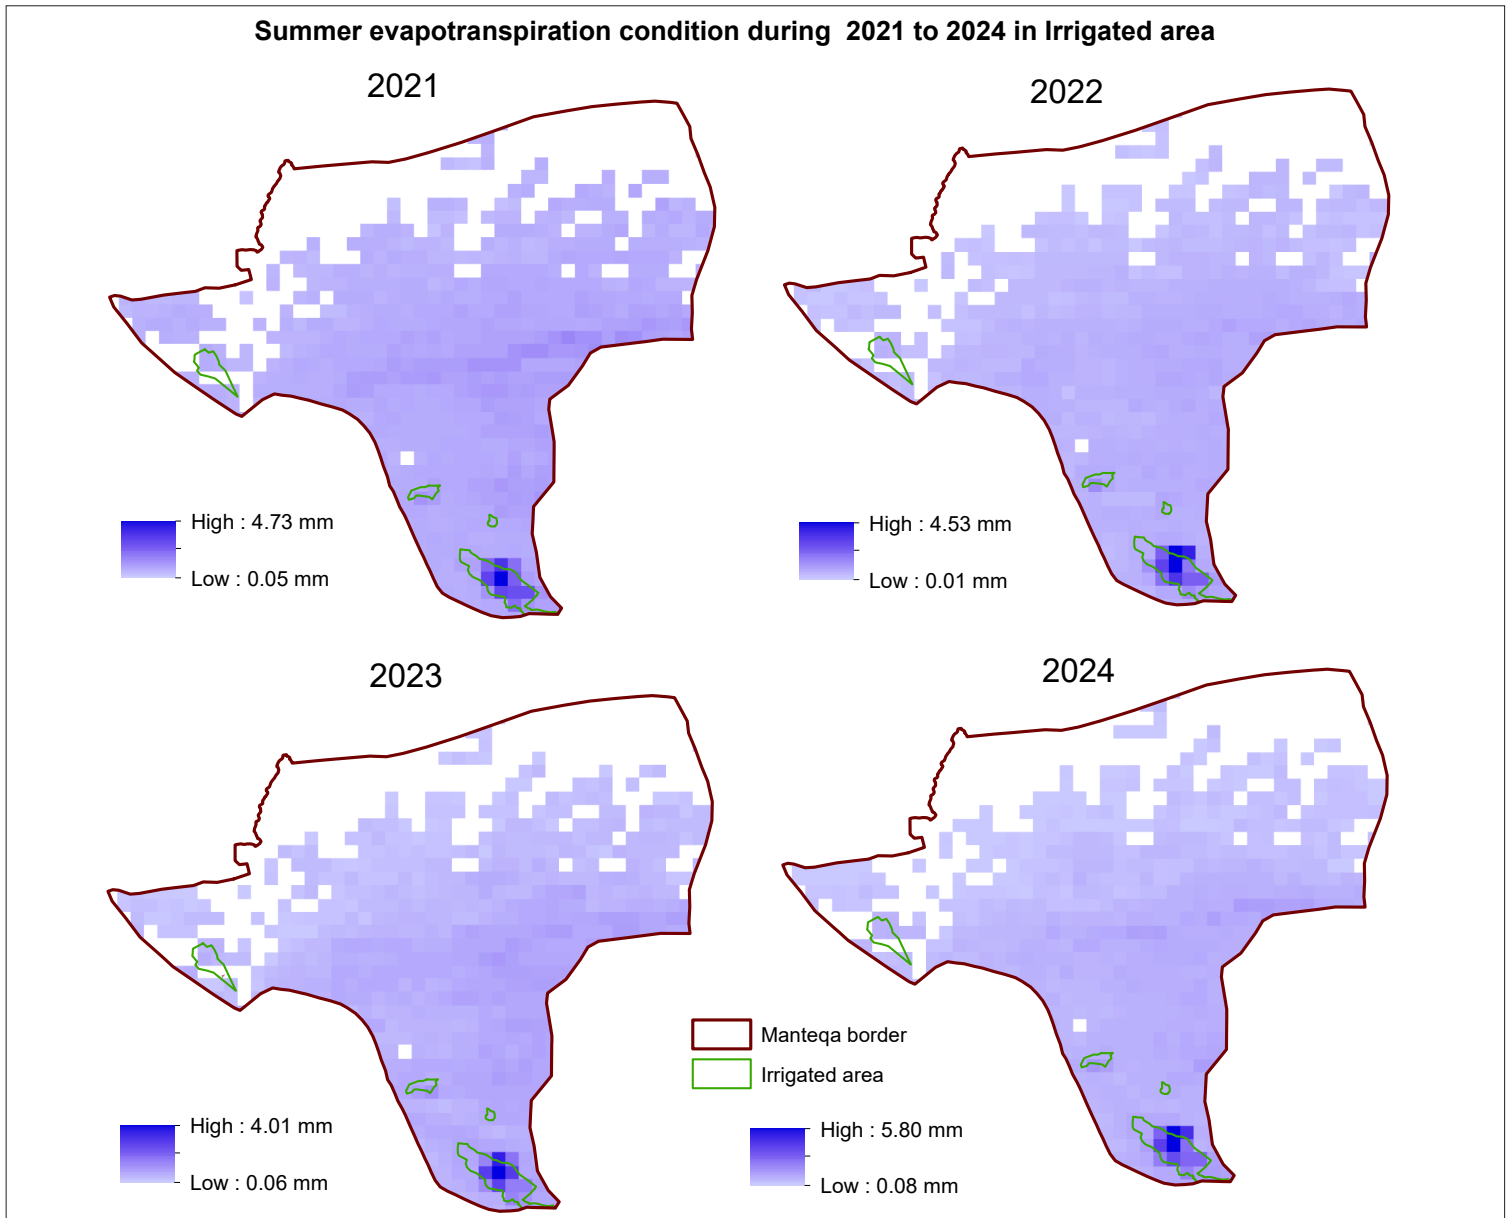 Summer evapotranspiration condition during  2021 to 2024 in Irrigated area
2021
2022
High : 4.73 mm
Low : 0.05 mm
High : 4.53 mm
Low : 0.01 mm
2023
2024
Manteqa border
Irrigated area
High : 4.01 mm
Low : 0.06 mm
High : 5.80 mm
Low : 0.08 mm